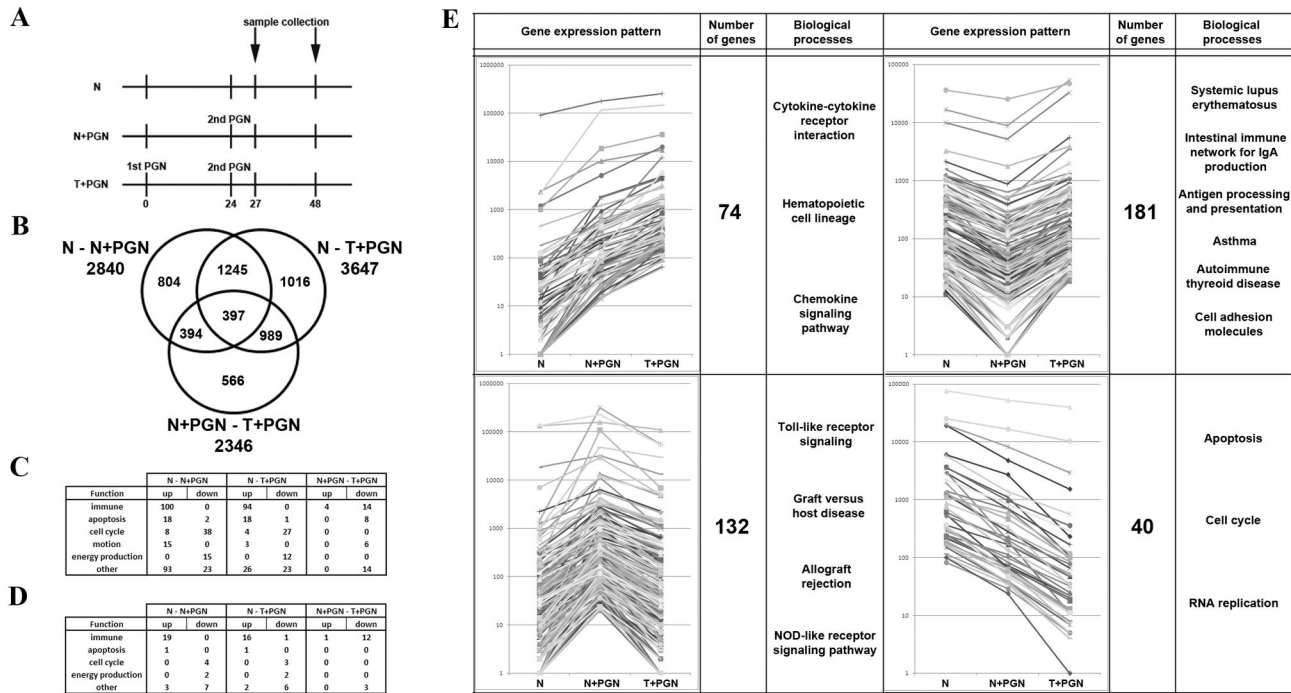 A
sample collection
N
2nd PGN
N+PGN
1st PGN 2nd PGN
T+PGN
0 24 27 48
B
N - N+PGN
2840
N - T+PGN
3647
804 1245 1016
397
394 989
566
N+PGN - T+PGN
2346
C
N - N+PGN N - T+PGN N+PGN - T+PGN
Function up down up down up down
immune 100 0 94 0 4 14
apoptosis 18 2 18 1 0 8
cell cycle 8 38 4 27 0 0
motion 15 0 3 0 0 6
energy production 0 15 0 12 0 0
other 93 23 26 23 0 14
D
N - N+PGN N - T+PGN N+PGN - T+PGN
Function up down up down up down
immune 19 0 16 1 1 12
apoptosis 1 0 1 0 0 0
cell cycle 0 4 0 3 0 0
energy production 0 2 0 2 0 0
other 3 7 2 6 0 3
E
Gene expression pattern
Number
of genes
Biological
processes
Gene expression pattern
Number
of genes
Biological
processes
1000000
100000
10000
1000
100
10
1
N N+PGN T+PGN
74
Cytokine-cytokine
receptor
interaction
Hematopoietic
cell lineage
Chemokine
signaling
pathway
100000
10000
1000
100
10
1
N N+PGN T+PGN
181
Systemic lupus
erythematosus
Intestinal immune
network for IgA
production
Antigen processing
and presentation
Asthma
Autoimmune
thyreoid disease
Cell adhesion
molecules
1000000
100000
10000
1000
100
10
1
N N+PGN T+PGN
132
Toll-like receptor
signaling
Graft versus
host disease
Allograft
rejection
NOD-like receptor
signaling pathway
100000
10000
1000
100
10
1
N N+PGN T+PGN
40
Apoptosis
Cell cycle
RNA replication